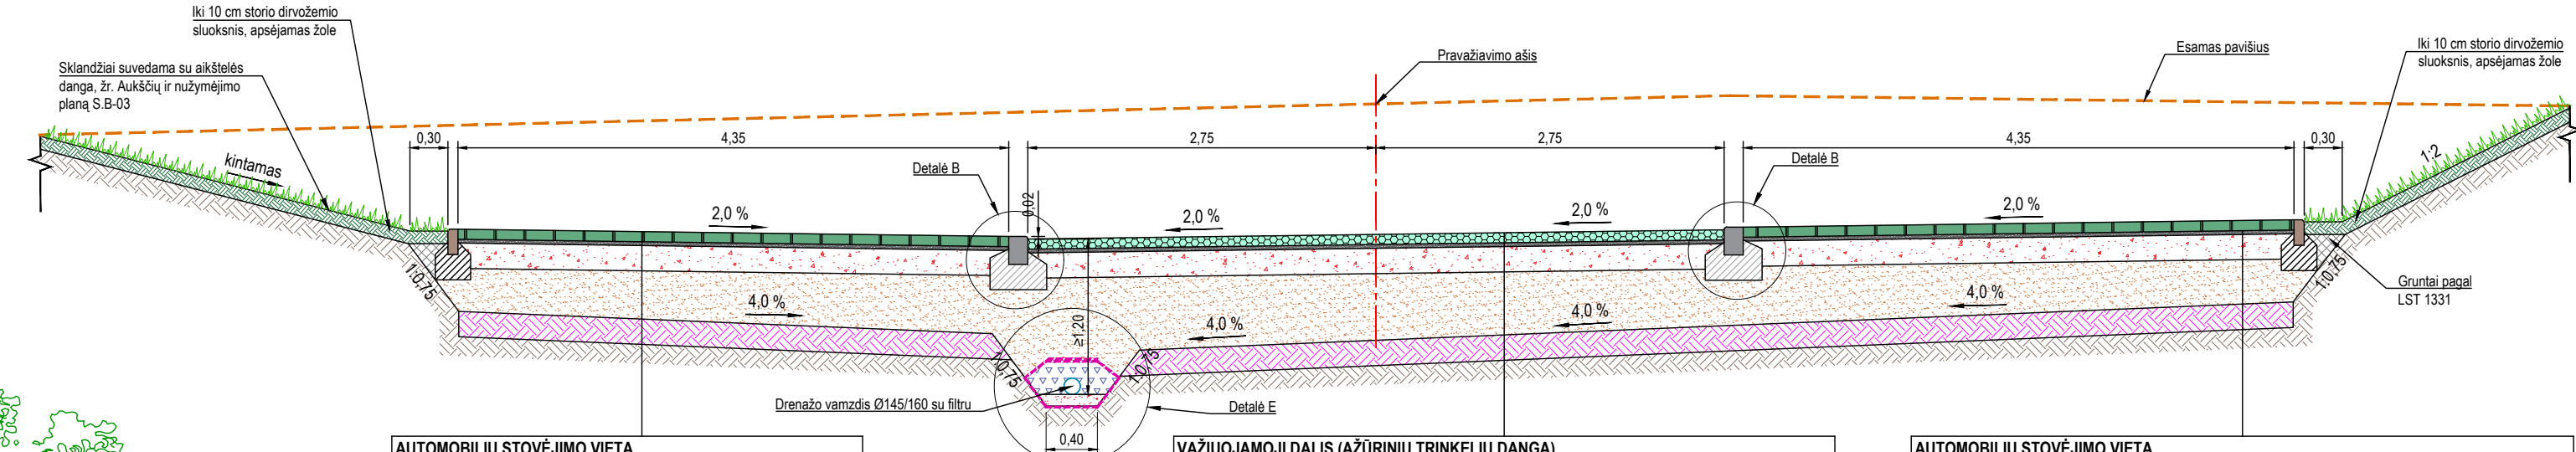 Iki 10 cm storio dirvožemio
sluoksnis, apsėjamas žole
Sklandžiai suvedama su aikštelės
danga, žr. Aukščių ir nužymėjimo
planą S.B-03
Pravažiavimo ašis
Esamas paviršius
Iki 10 cm storio dirvožemio
sluoksnis, apsėjamas žole
0,30
4,35
2,75
2,75
4,35
0,30
kintamas
Detalė B
Detalė B
1:2
0,02
2,0 %
2,0 %
2,0 %
2,0 %
1:0,75
1:0,75
Gruntai pagal
LST 1331
4,0 %
4,0 %
4,0 %
4,0 %
≥1,20
1:0,75
1:0,75
Drenažo vamzdis Ø145/160 su filtru
Detalė E
0,40
AUTOMOBILIŲ STOVĖJIMO VIETA
VAŽIUOJAMOJI DALIS (AŽŪRINIŲ TRINKELIŲ DANGA)
AUTOMOBILIŲ STOVĖJIMO VIETA